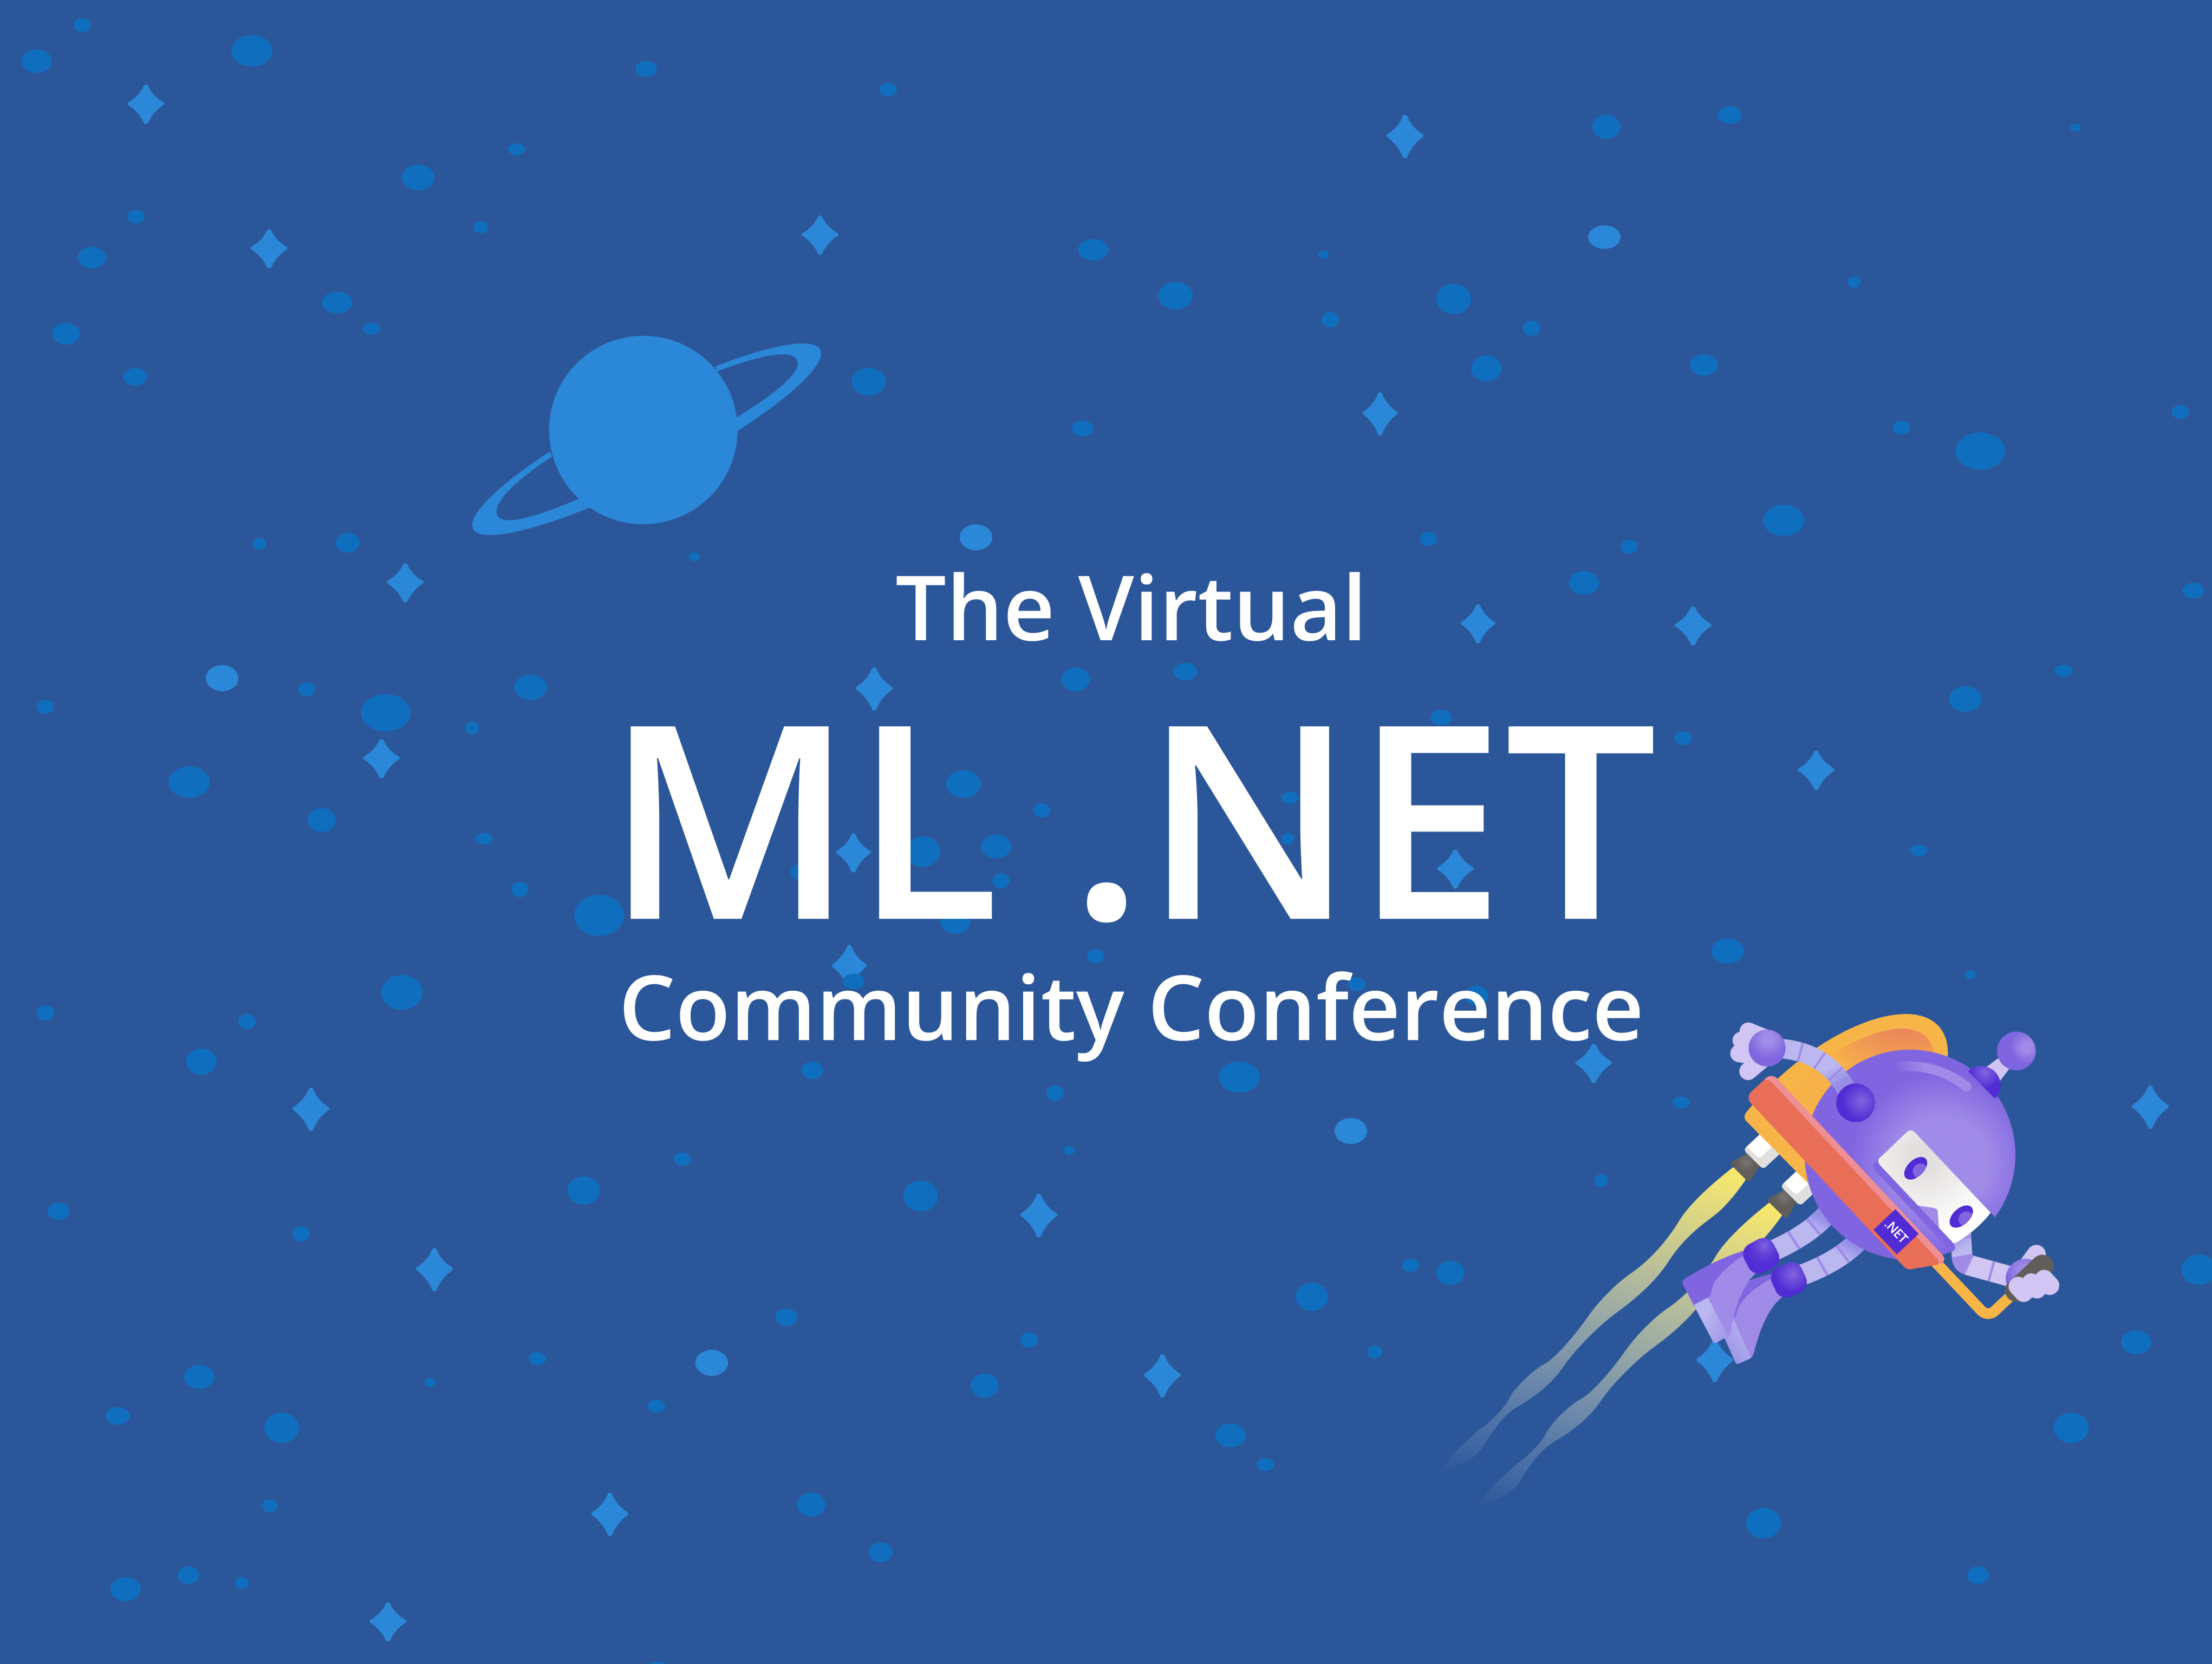 The Virtual
ML .NET
Community Conference
.NET